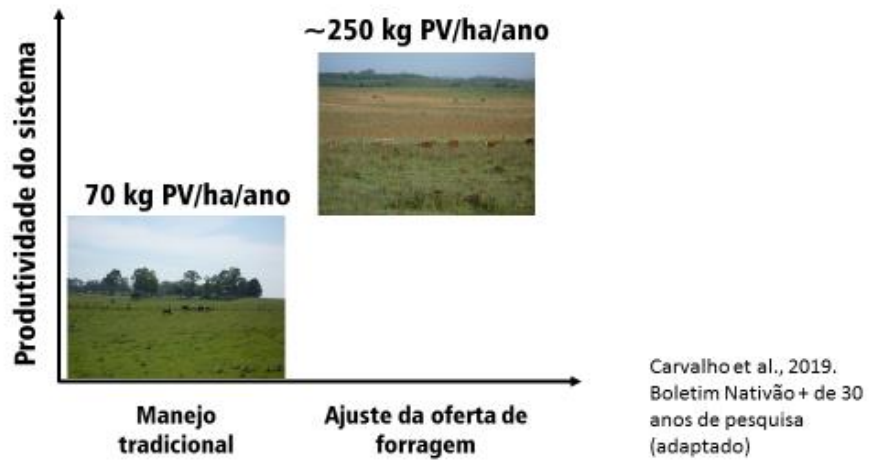 Produtividade do sistema
~250 kg PV/ha/ano
70 kg PV/ha/ano
Manejo
tradicional
Ajuste da oferta de
forragem
Carvalho et al., 2019.
Boletim Nativão + de 30
anos de pesquisa
(adaptado)